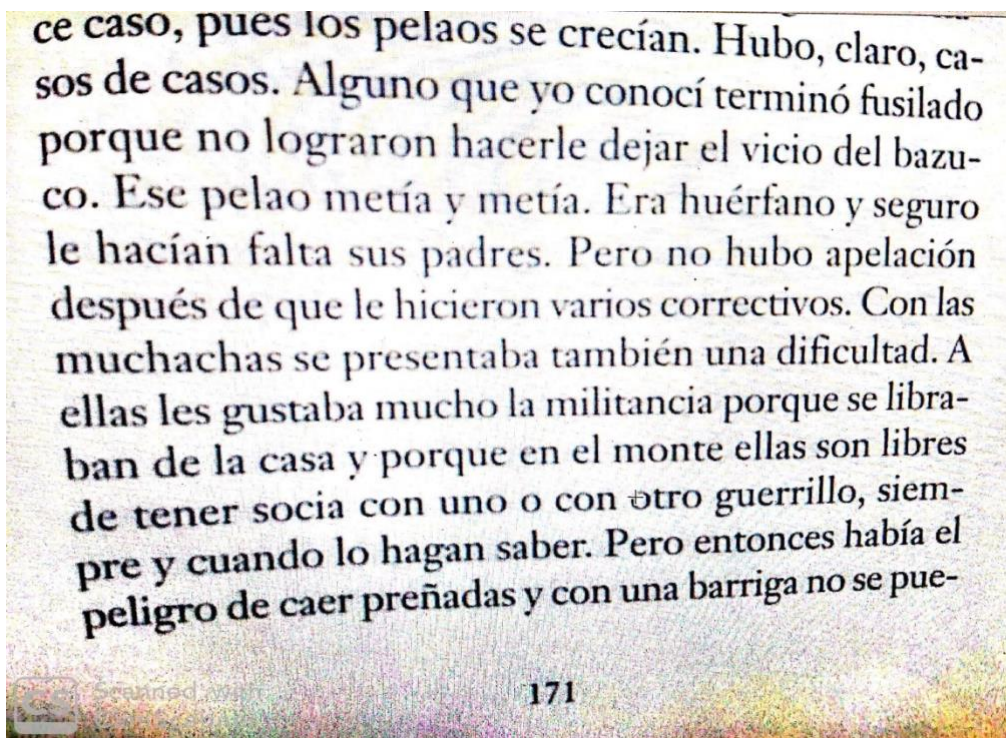 ce caso, pues los pelaos se crecían. Hubo, claro, ca-
sos de casos. Alguno que yo conocí terminó fusilado
porque no lograron hacerle dejar el vicio del bazu-
co. Ese pelao metía y metía. Era huérfano y seguro
le hacían falta sus padres. Pero no hubo apelación
después de que le hicieron varios correctivos. Con las
muchachas se presentaba también una dificultad. A
ellas les gustaba mucho la militancia porque se libra-
ban de la casa y porque en el monte ellas son libres
de tener socia con uno o con otro guerrillo, siem-
pre y cuando lo hagan saber. Pero entonces había el
peligro de caer preñadas y con una barriga no se pue-
171
CS Scanned with